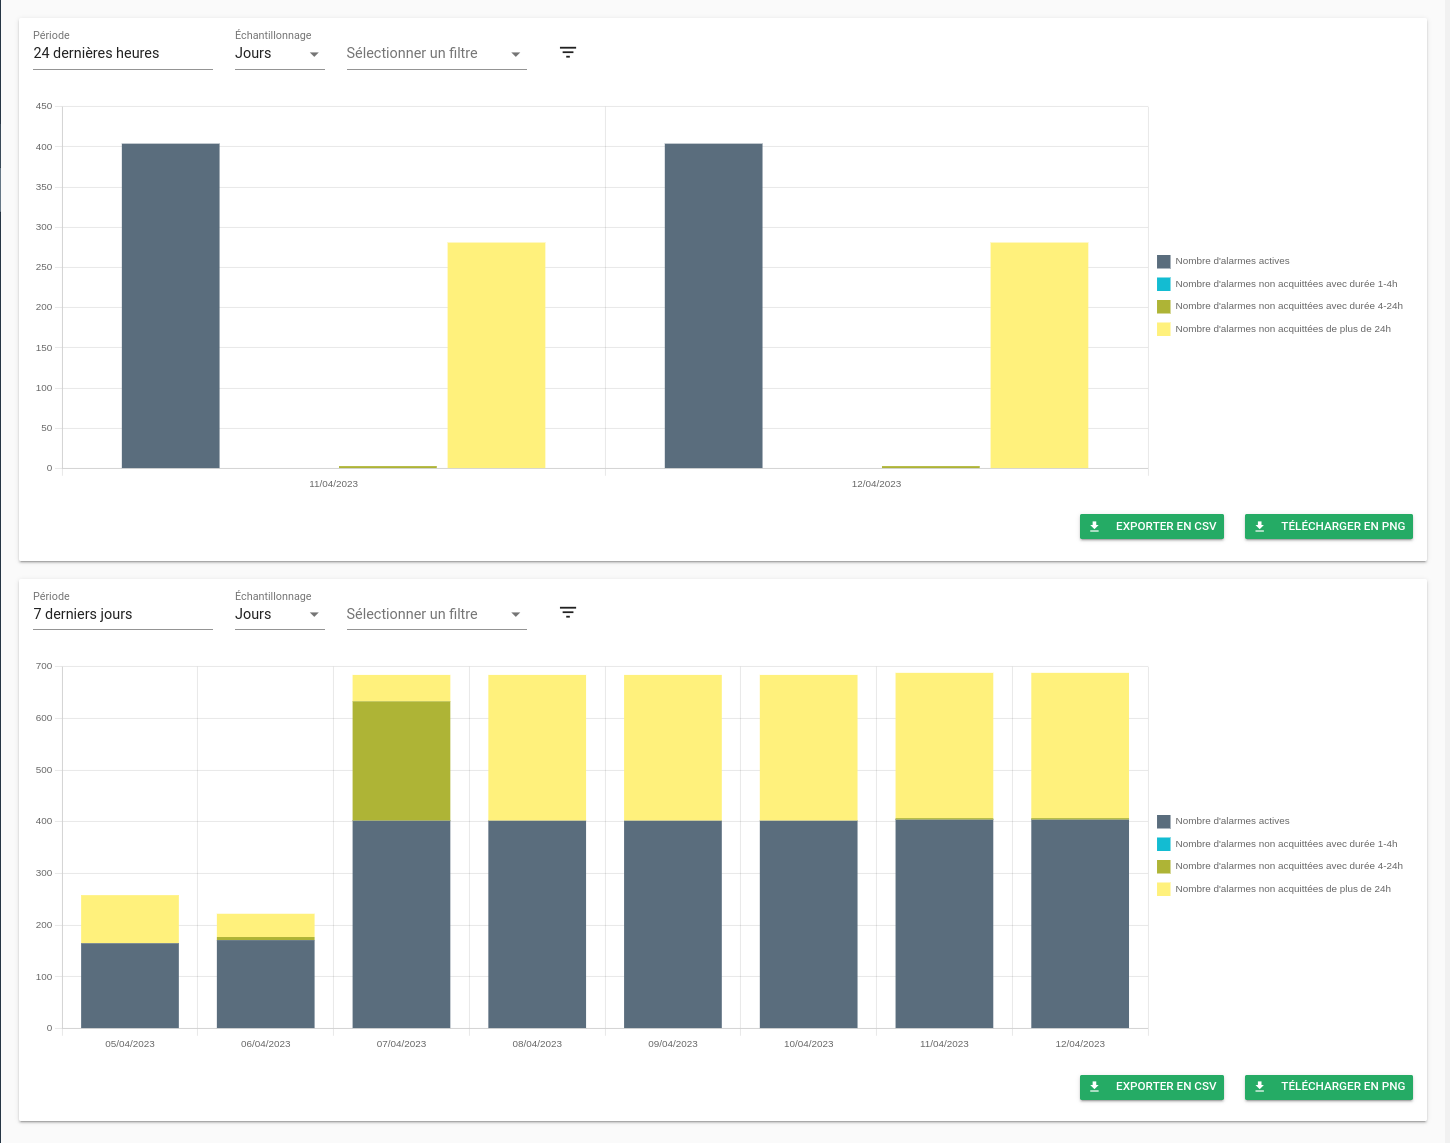 Période
Échantillonnage
24 dernières heures
Jours
Sélectionner un filtre
450
400
350
300
250
200
150
100
50
0
11/04/2023
12/04/2023
Nombre d'alarmes actives
Nombre d'alarmes non acquittées avec durée 1-4h
Nombre d'alarmes non acquittées avec durée 4-24h
Nombre d'alarmes non acquittées de plus de 24h
EXPORTER EN CSV
TÉLÉCHARGER EN PNG
Période
Échantillonnage
7 derniers jours
Jours
Sélectionner un filtre
700
600
500
400
300
200
100
0
05/04/2023
06/04/2023
07/04/2023
08/04/2023
09/04/2023
10/04/2023
11/04/2023
12/04/2023
Nombre d'alarmes actives
Nombre d'alarmes non acquittées avec durée 1-4h
Nombre d'alarmes non acquittées avec durée 4-24h
Nombre d'alarmes non acquittées de plus de 24h
EXPORTER EN CSV
TÉLÉCHARGER EN PNG